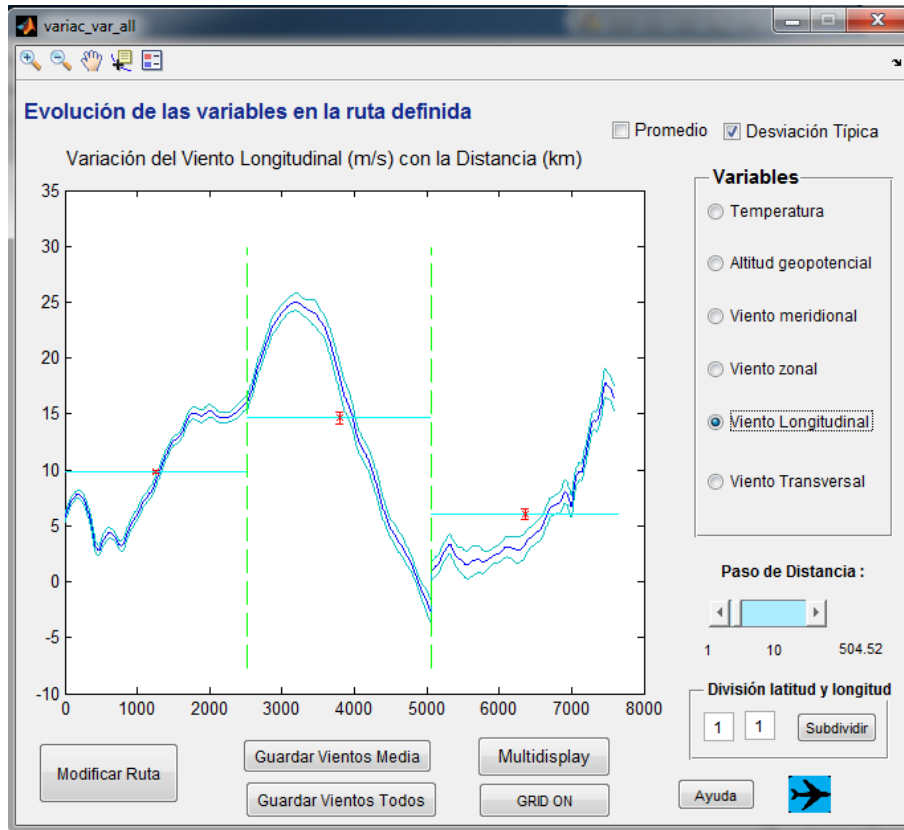 variac_var_all
Evolución de las variables en la ruta definida
Promedio
Desviación Típica
Variación del Viento Longitudinal (m/s) con la Distancia (km)
35
30
25
20
15
10
5
0
-5
-10
0 1000 2000 3000 4000 5000 6000 7000 8000
Variables
Temperatura
Altitud geopotencial
Viento meridional
Viento zonal
Viento Longitudinal
Viento Transversal
Paso de Distancia :
1 10 504.52
División latitud y longitud
1 1 Subdividir
Modificar Ruta
Guardar Vientos Media
Guardar Vientos Todos
Multidisplay
GRID ON
Ayuda